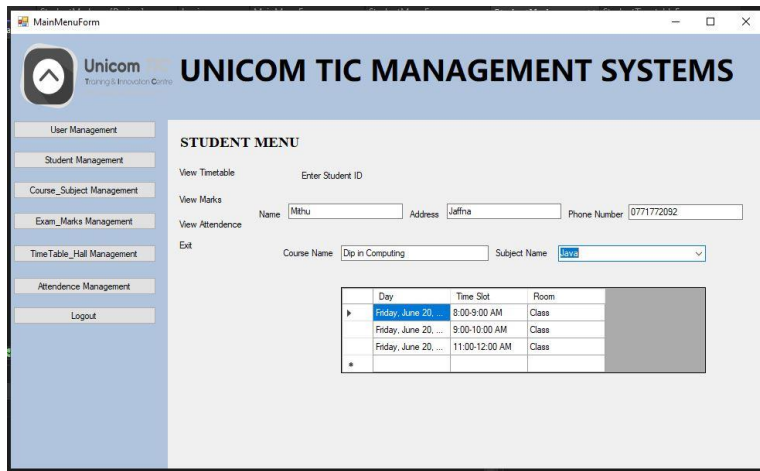 MainMenuForm
Unicom TIC
Training & Innovation Centre
UNICOM TIC MANAGEMENT SYSTEMS
User Management
Student Management
Course_Subject Management
Exam_Marks Management
TimeTable_Hall Management
Attendence Management
Logout
STUDENT MENU
View Timetable
Enter Student ID
View Marks
Name Mithu Address Jaffna Phone Number 0771772092
View Attendence
Exit
Course Name Dip in Computing Subject Name Java
Day Time Slot Room
Friday, June 20, ... 8:00-9:00 AM Class
Friday, June 20, ... 9:00-10:00 AM Class
Friday, June 20, ... 11:00-12:00 AM Class